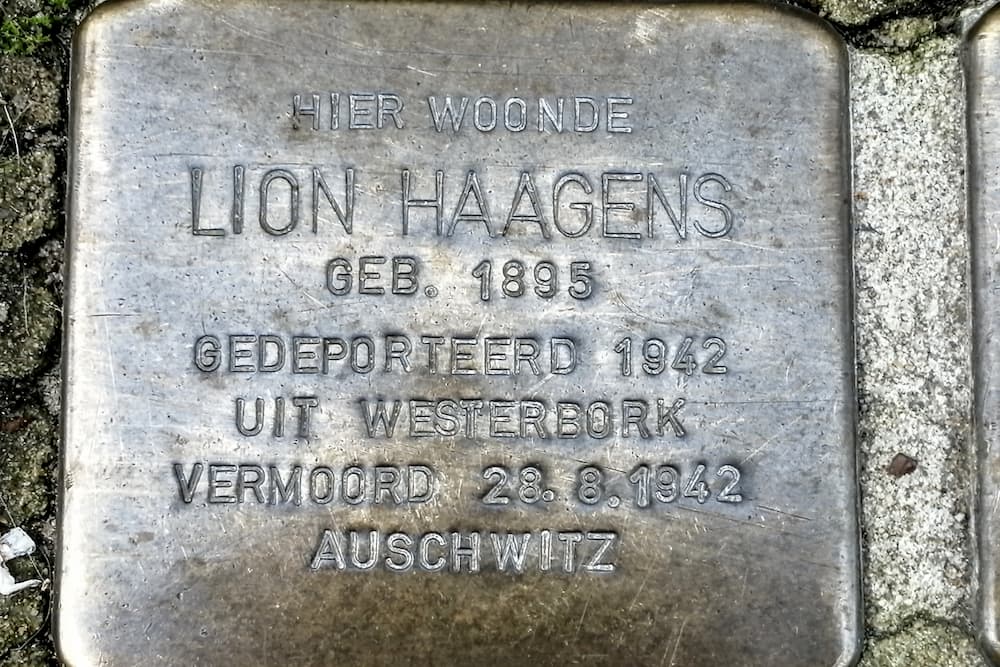 HIER WOONDE
LION HAAGENS
GEB. 1895
GEDEPORTEERD 1942
UIT WESTERBORK
VERMOORD 28.8.1942
AUSCHWITZ